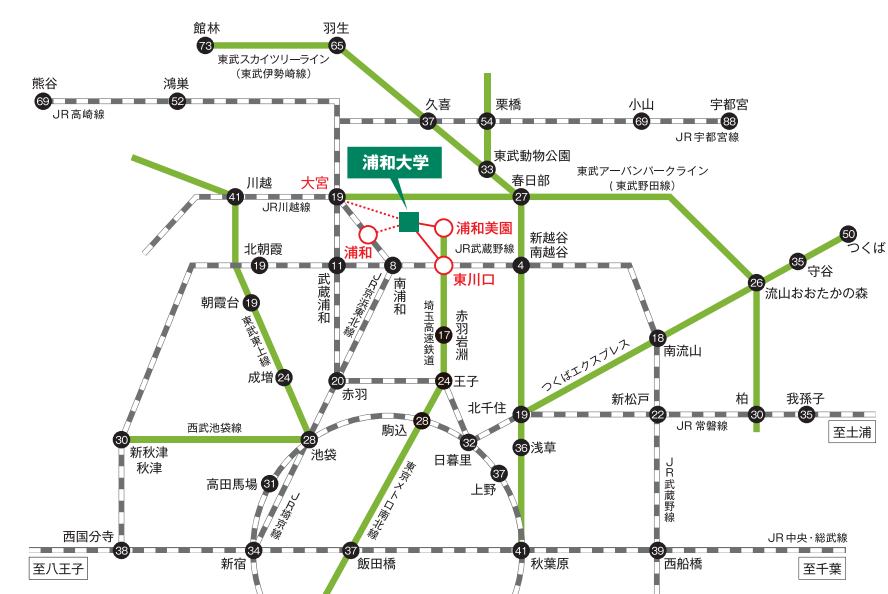 館林
73
羽生
65
東武スカイツリーライン
（東武伊勢崎線）
熊谷
69
JR高崎線
鴻巣
52
久喜
37
栗橋
54
小山
69
宇都宮
88
JR宇都宮線
33
東武動物公園
浦和大学
東武アーバンパークライン
（東武野田線）
川越
41
JR川越線
大宮
19
春日部
27
浦和
浦和美園
JR武蔵野線
新越谷
南越谷
4
50
つくば
35
守谷
26
流山おおたかの森
北朝霞
19
11
武蔵浦和
8
南浦和
東川口
朝霞台
19
東武東上線
JR京浜東北線
埼玉高速鉄道
17
赤羽岩淵
18
南流山
つくばエクスプレス
成増
24
20
赤羽
24
王子
北千住
19
新松戸
22
柏
30
我孫子
35
JR常磐線
至土浦
西武池袋線
30
新秋津
秋津
28
池袋
駒込
28
32
日暮里
36
浅草
高田馬場
31
JR埼京線
東京メトロ南北線
37
上野
JR武蔵野線
西国分寺
38
34
新宿
37
飯田橋
41
秋葉原
39
西船橋
JR中央・総武線
至八王子
至千葉